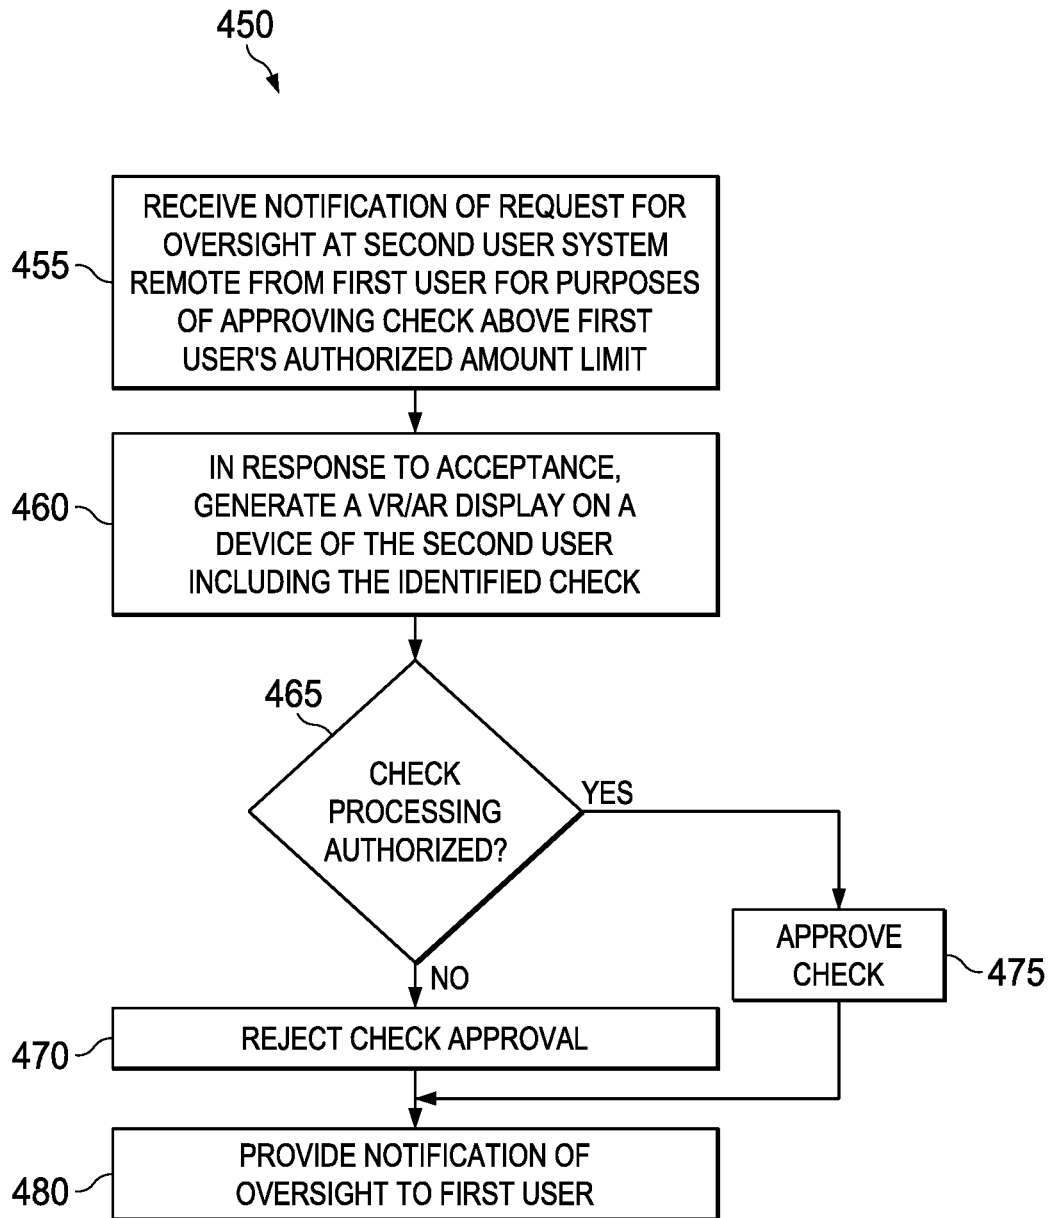 450
455
RECEIVE NOTIFICATION OF REQUEST FOR
OVERSIGHT AT SECOND USER SYSTEM
REMOTE FROM FIRST USER FOR PURPOSES
OF APPROVING CHECK ABOVE FIRST
USER'S AUTHORIZED AMOUNT LIMIT
460
IN RESPONSE TO ACCEPTANCE,
GENERATE A VR/AR DISPLAY ON A
DEVICE OF THE SECOND USER
INCLUDING THE IDENTIFIED CHECK
465
CHECK
PROCESSING
AUTHORIZED?
YES
NO
APPROVE
CHECK
475
470
REJECT CHECK APPROVAL
480
PROVIDE NOTIFICATION OF
OVERSIGHT TO FIRST USER